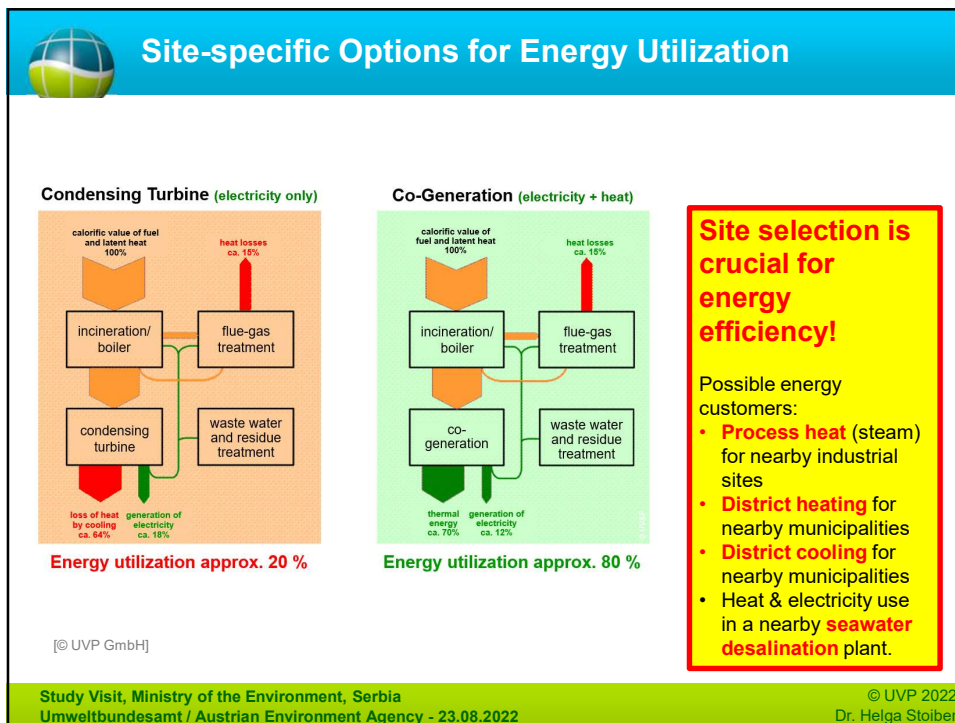 Site-specific Options for Energy Utilization
Condensing Turbine (electricity only)
calorific value of fuel
and latent heat
100%
heat losses
ca. 15%
incineration/
boiler
flue-gas
treatment
condensing
turbine
waste water
and residue
treatment
loss of heat
by cooling
ca. 64%
generation of
electricity
ca. 18%
Energy utilization approx. 20 %
Co-Generation (electricity + heat)
calorific value of
fuel and latent heat
100%
heat losses
ca. 15%
incineration/
boiler
flue-gas
treatment
co-
generation
waste water
and residue
treatment
thermal
energy
ca. 70%
generation of
electricity
ca. 12%
Energy utilization approx. 80 %
Site selection is
crucial for
energy
efficiency!
Possible energy
customers:
• Process heat (steam)
for nearby industrial
sites
• District heating for
nearby municipalities
• District cooling for
nearby municipalities
• Heat & electricity use
in a nearby seawater
desalination plant.
[© UVP GmbH]
Study Visit, Ministry of the Environment, Serbia
Umweltbundesamt / Austrian Environment Agency - 23.08.2022
© UVP 2022
Dr. Helga Stoiber